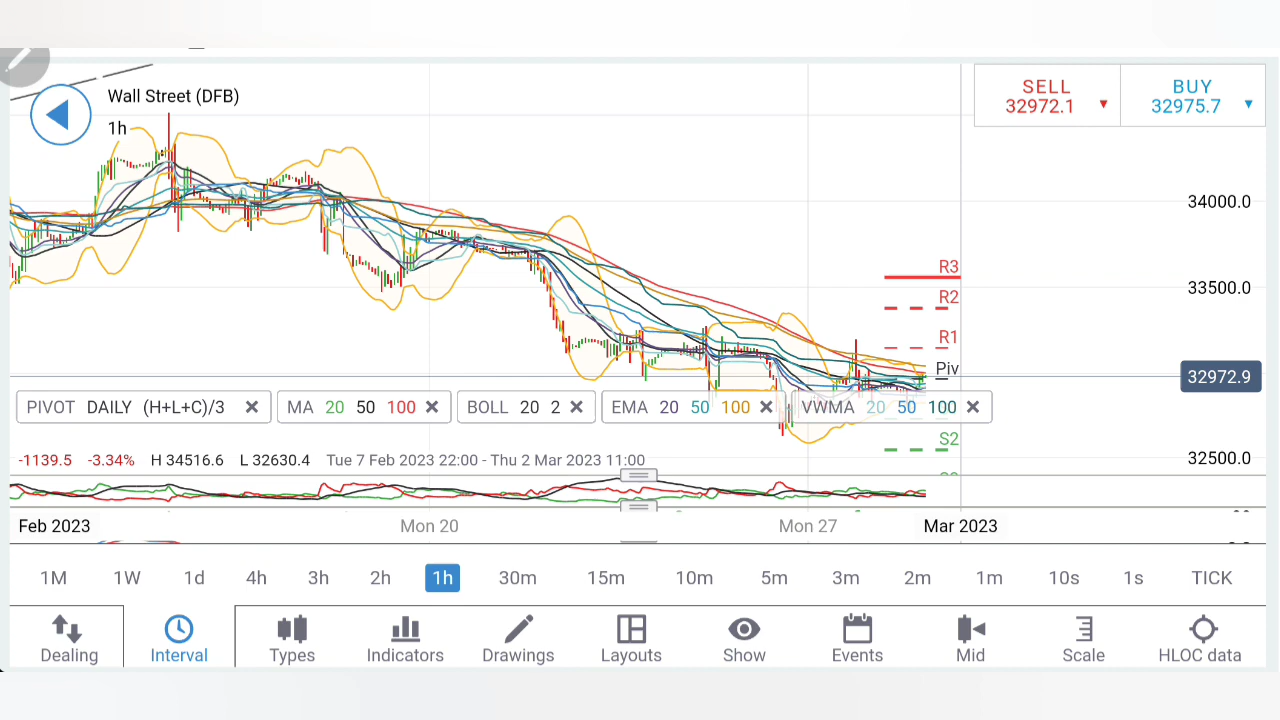 Wall Street (DFB)
1h
SELL
32972.1
BUY
32975.7
34000.0
R3
33500.0
R2
R1
Piv
32972.9
PIVOT DAILY (H+L+C)/3
MA 20 50 100
BOLL 20 2
EMA 20 50 100
VWMA 20 50 100
S2
-1139.5 -3.34% H 34516.6 L 32630.4 Tue 7 Feb 2023 22:00 - Thu 2 Mar 2023 11:00
32500.0
Feb 2023 Mon 20 Mon 27 Mar 2023
1M 1W 1d 4h 3h 2h 1h 30m 15m 10m 5m 3m 2m 1m 10s 1s TICK
Dealing Interval Types Indicators Drawings Layouts Show Events Mid Scale HLOC data